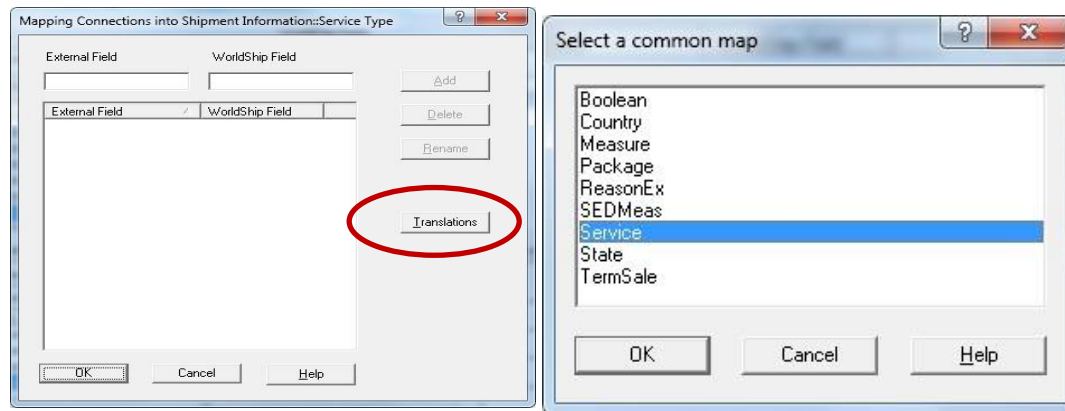 Mapping Connections into Shipment Information::Service Type
External Field WorldShip Field
Add
External Field WorldShip Field
Delete
Rename
Translations
OK Cancel Help
Select a common map
Boolean
Country
Measure
Package
ReasonEx
SEDMeas
Service
State
TermSale
OK Cancel Help